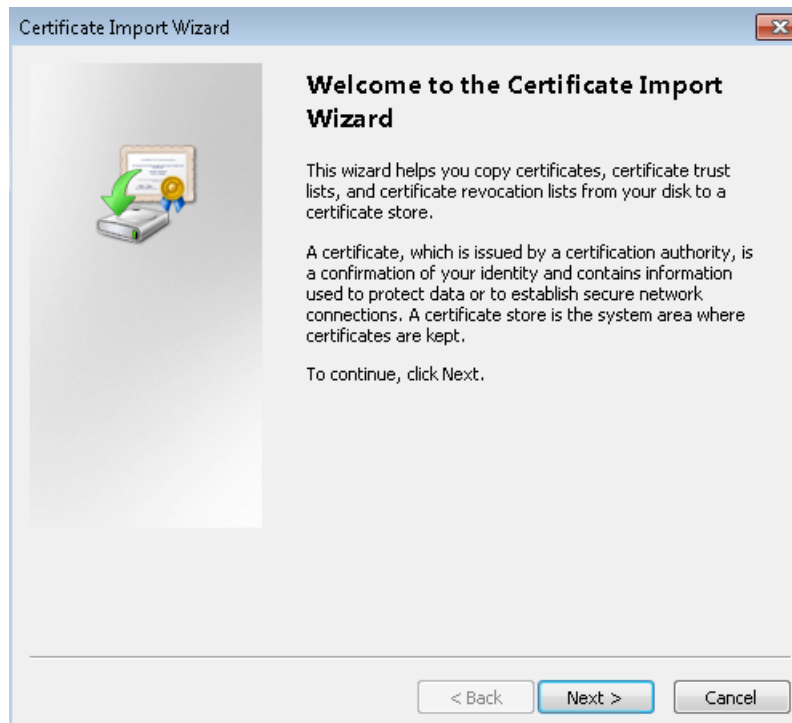 Certificate Import Wizard
Welcome to the Certificate Import
Wizard
This wizard helps you copy certificates, certificate trust
lists, and certificate revocation lists from your disk to a
certificate store.
A certificate, which is issued by a certification authority, is
a confirmation of your identity and contains information
used to protect data or to establish secure network
connections. A certificate store is the system area where
certificates are kept.
To continue, click Next.
< Back
Next >
Cancel